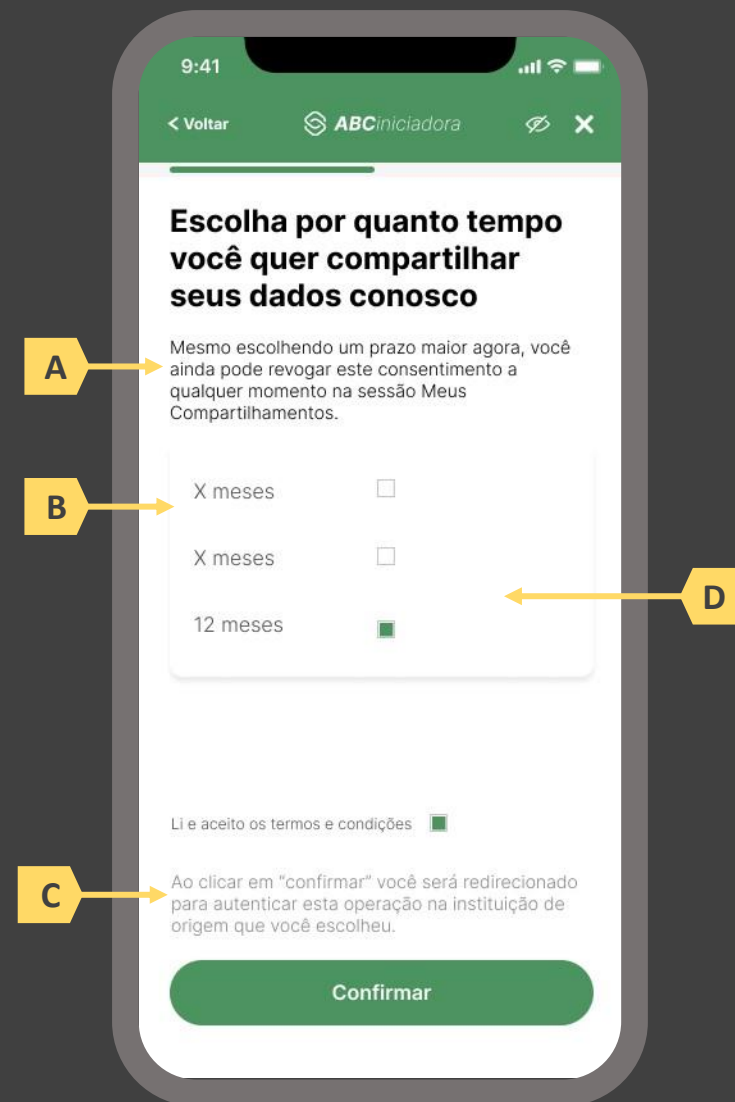 9:41
< Voltar
ABCiniciadora
Escolha por quanto tempo
você quer compartilhar
seus dados conosco
A
Mesmo escolhendo um prazo maior agora, você
ainda pode revogar este consentimento a
qualquer momento na sessão Meus
Compartilhamentos.
B
X meses
X meses
D
12 meses
Li e aceito os termos e condições
C
Ao clicar em “confirmar” você será redirecionado
para autenticar esta operação na instituição de
origem que você escolheu.
Confirmar